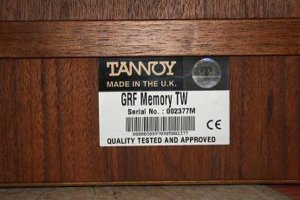 TANNOY
MADE IN THE U.K.
GRF Memory TW
Serial No. : 002377M
CE
QUALITY TESTED AND APPROVED